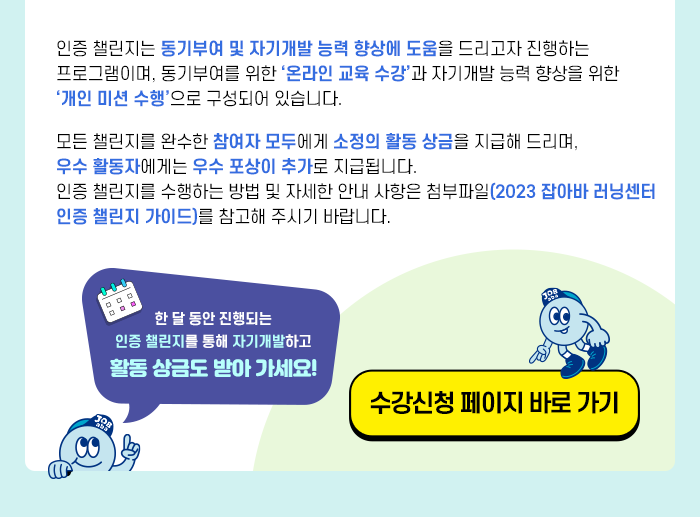 인증 챌린지는 동기부여 및 자기개발 능력 향상에 도움을 드리고자 진행하는
프로그램이며, 동기부여를 위한 ‘온라인 교육 수강’과 자기개발 능력 향상을 위한
‘개인 미션 수행’으로 구성되어 있습니다.
모든 챌린지를 완수한 참여자 모두에게 소정의 활동 상금을 지급해 드리며,
우수 활동자에게는 우수 포상이 추가로 지급됩니다.
인증 챌린지를 수행하는 방법 및 자세한 안내 사항은 첨부파일(2023 잡아바 러닝센터
인증 챌린지 가이드)를 참고해 주시기 바랍니다.
한 달 동안 진행되는
인증 챌린지를 통해 자기개발하고
활동 상금도 받아 가세요!
JOB
aba
수강신청 페이지 바로 가기
JOB
aba